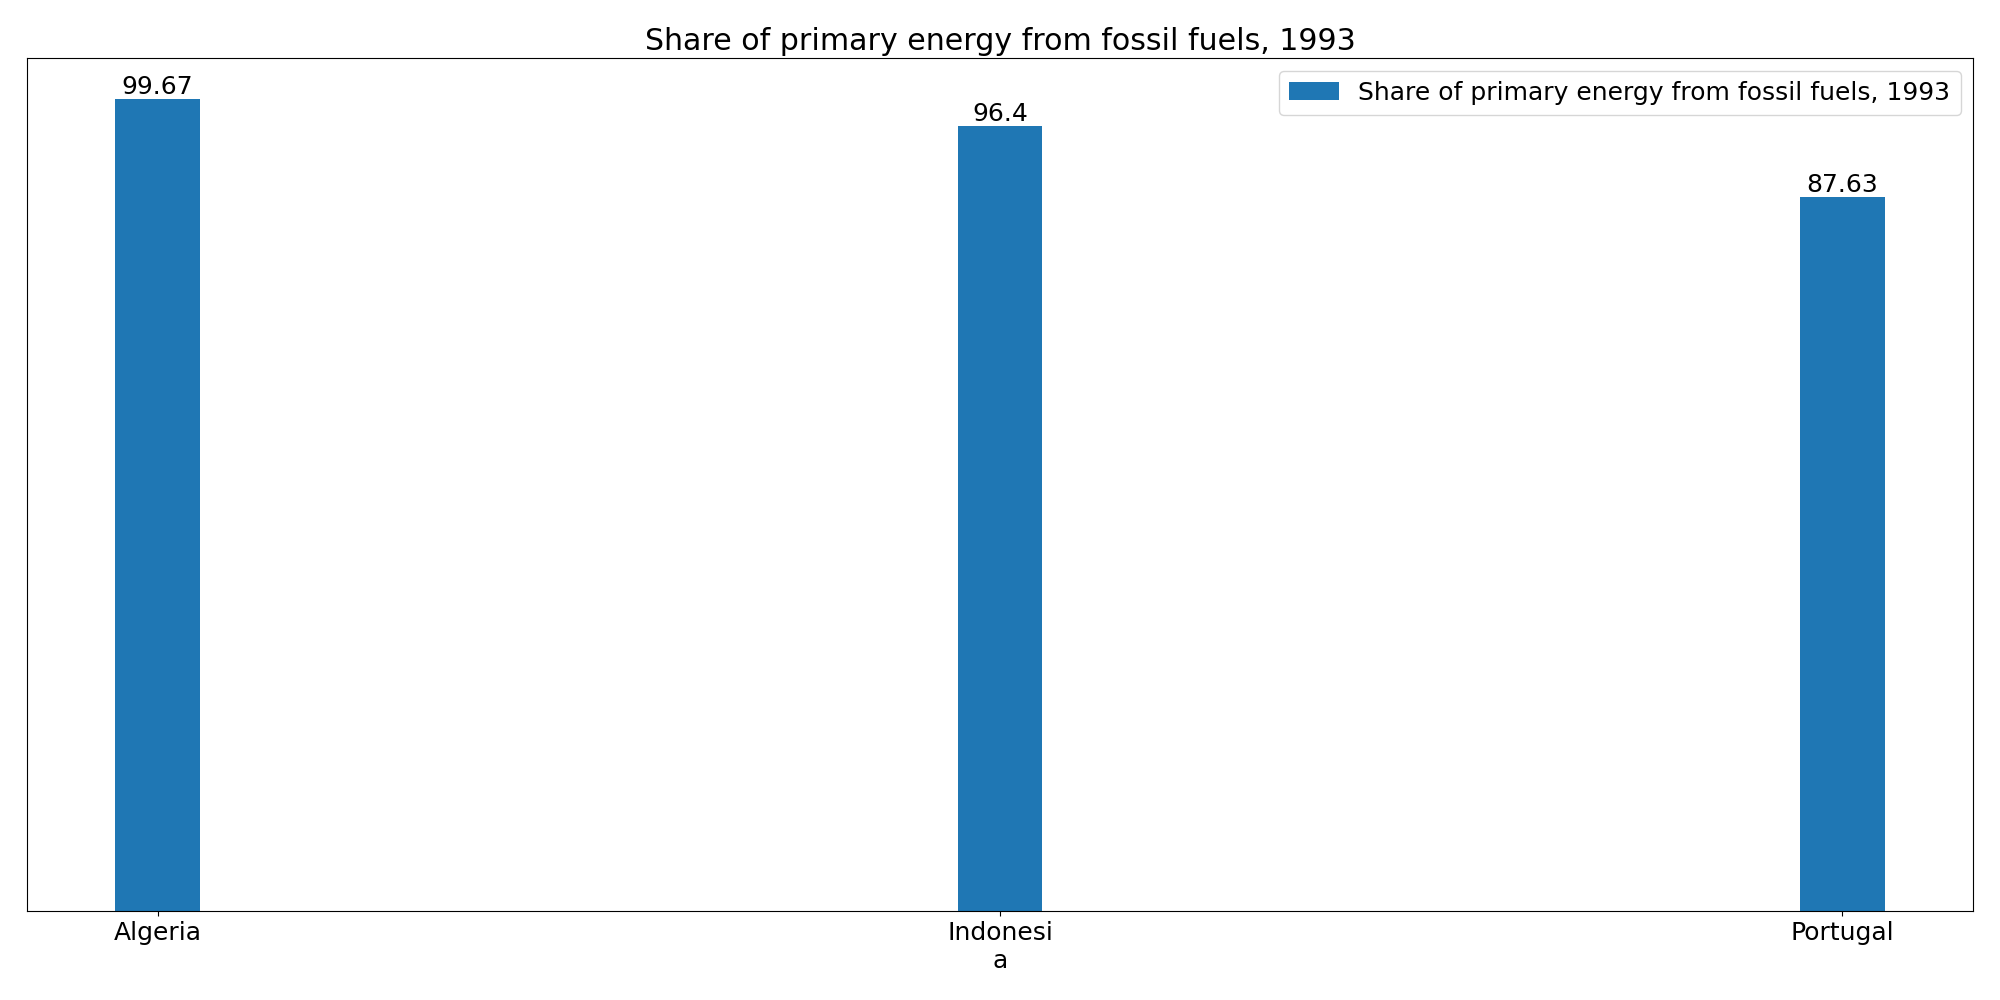 Share of primary energy from fossil fuels, 1993
Share of primary energy from fossil fuels, 1993
99.67
96.4
87.63
Algeria
Indonesi
a
Portugal